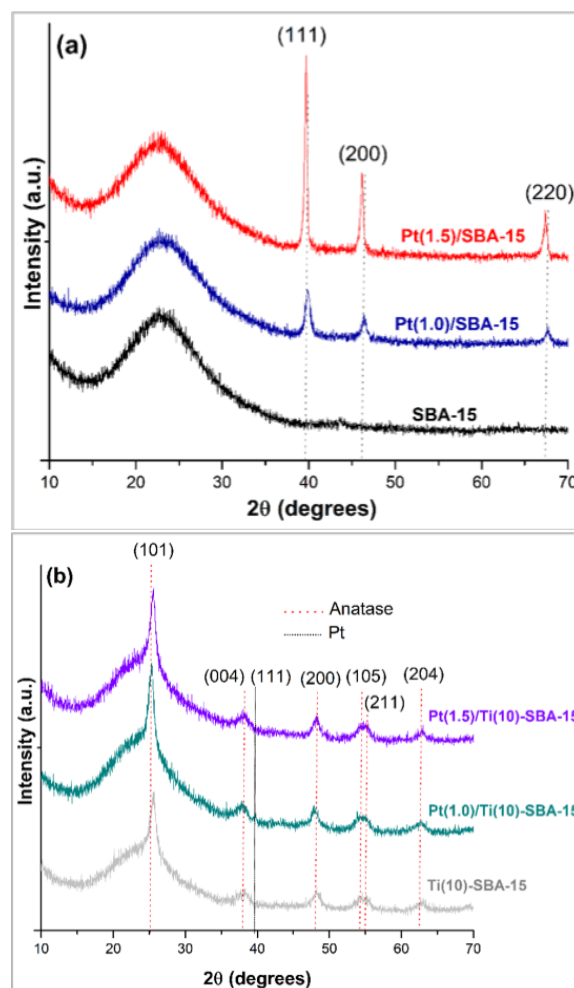 (a)
(111)
(200)
(220)
Pt(1.5)/SBA-15
Pt(1.0)/SBA-15
SBA-15
Intensity (a.u.)
10 20 30 40 50 60 70
2θ (degrees)
(b)
(101)
Anatase
Pt
(004) (111) (200) (105) (204)
(211)
Pt(1.5)/Ti(10)-SBA-15
Pt(1.0)/Ti(10)-SBA-15
Ti(10)-SBA-15
Intensity (a.u.)
10 20 30 40 50 60 70
2θ (degrees)